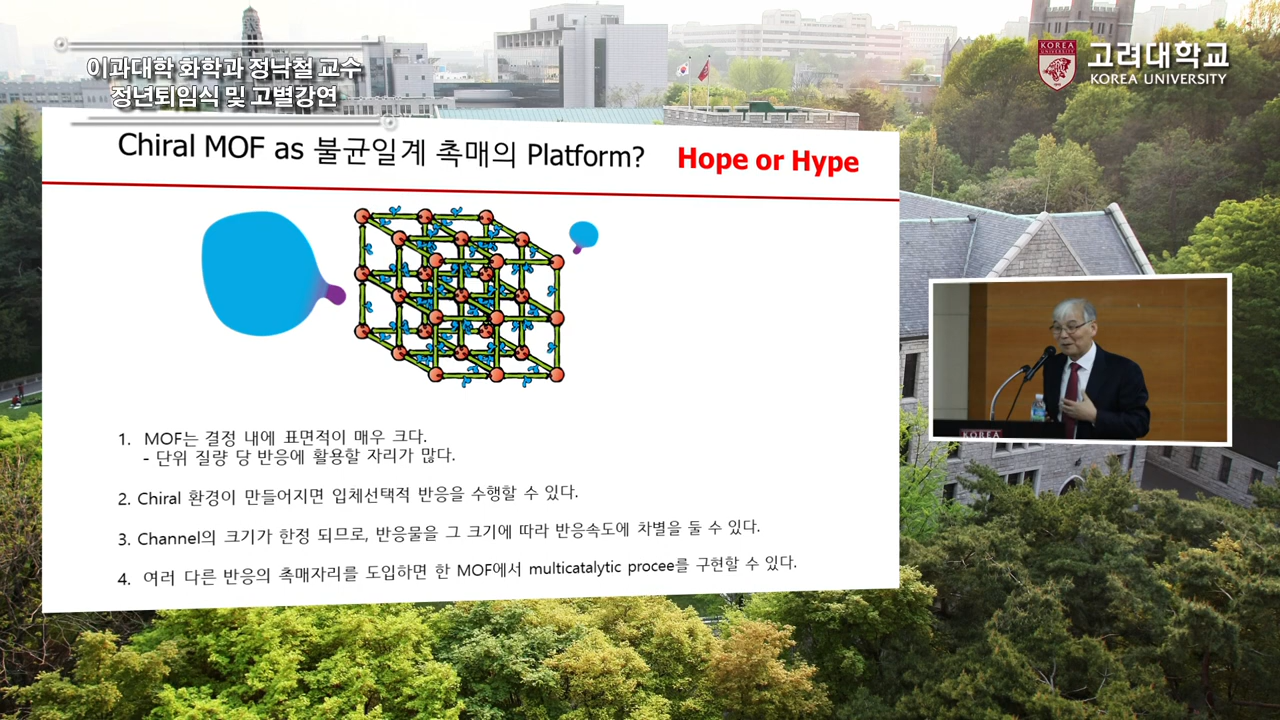 이과대학 화학과 정낙철 교수
정년퇴임식 및 고별강연
KOREA
UNIVERSITY
고려대학교
KOREA UNIVERSITY
Chiral MOF as 불균일계 촉매의 Platform? Hope or Hype
1. MOF는 결정 내에 표면적이 매우 크다.
- 단위 질량 당 반응에 활용할 자리가 많다.
2. Chiral 환경이 만들어지면 입체선택적 반응을 수행할 수 있다.
3. Channel의 크기가 한정 되므로, 반응물을 그 크기에 따라 반응속도에 차별을 둘 수 있다.
4. 여러 다른 반응의 촉매자리를 도입하면 한 MOF에서 multicatalytic procee를 구현할 수 있다.
KOREA